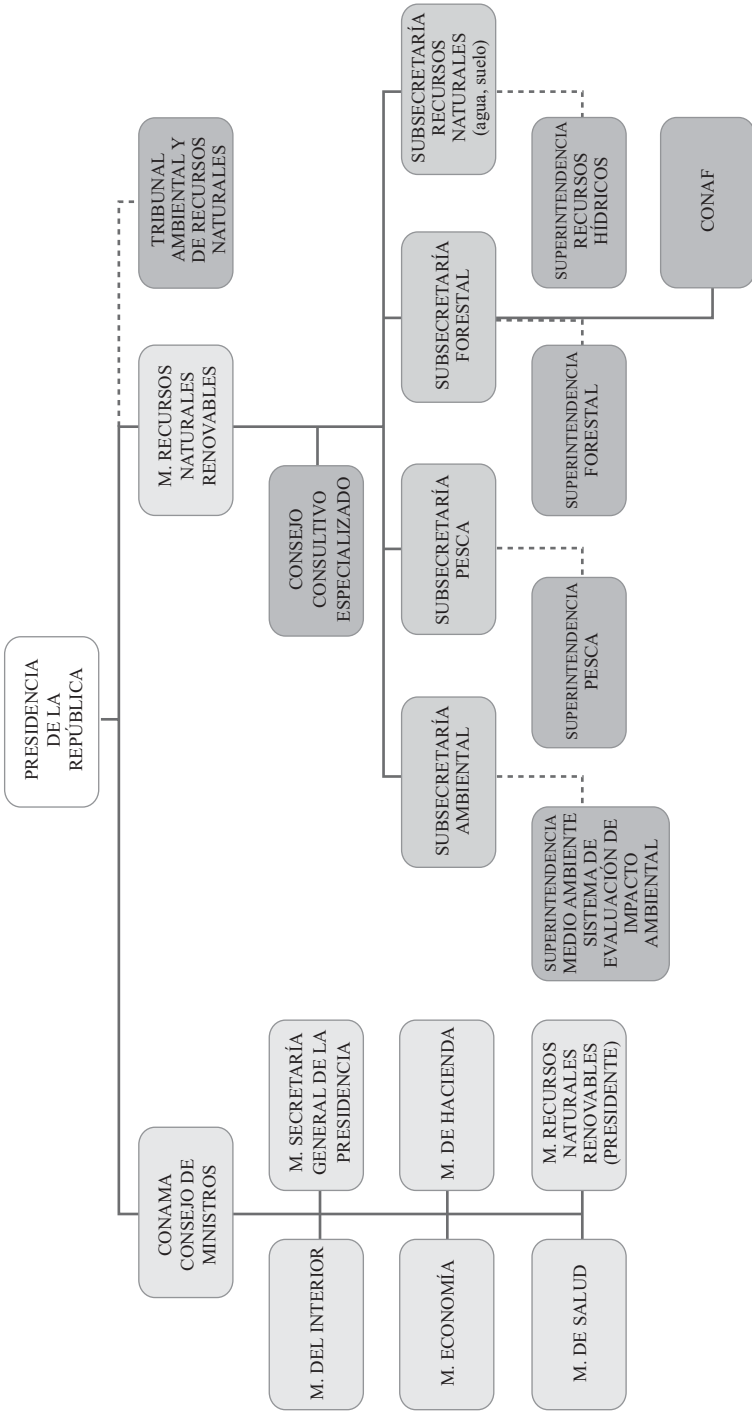 PRESIDENCIA
DE LA
REPÚBLICA
CONAMA
CONSEJO DE
MINISTROS
M. RECURSOS
NATURALES
RENOVABLES
TRIBUNAL
AMBIENTAL Y
DE RECURSOS
NATURALES
M. DEL INTERIOR
M. SECRETARÍA
GENERAL DE LA
PRESIDENCIA
M. ECONOMÍA
M. DE HACIENDA
M. DE SALUD
M. RECURSOS
NATURALES
RENOVABLES
(PRESIDENTE)
CONSEJO
CONSULTIVO
ESPECIALIZADO
SUBSECRETARÍA
AMBIENTAL
SUBSECRETARÍA
PESCA
SUBSECRETARÍA
FORESTAL
SUBSECRETARÍA
RECURSOS
NATURALES
(agua, suelo)
SUPERINTENDENCIA
MEDIO AMBIENTE
SISTEMA DE
EVALUACIÓN DE
IMPACTO
AMBIENTAL
SUPERINTENDENCIA
PESCA
SUPERINTENDENCIA
FORESTAL
SUPERINTENDENCIA
RECURSOS
HÍDRICOS
CONAF